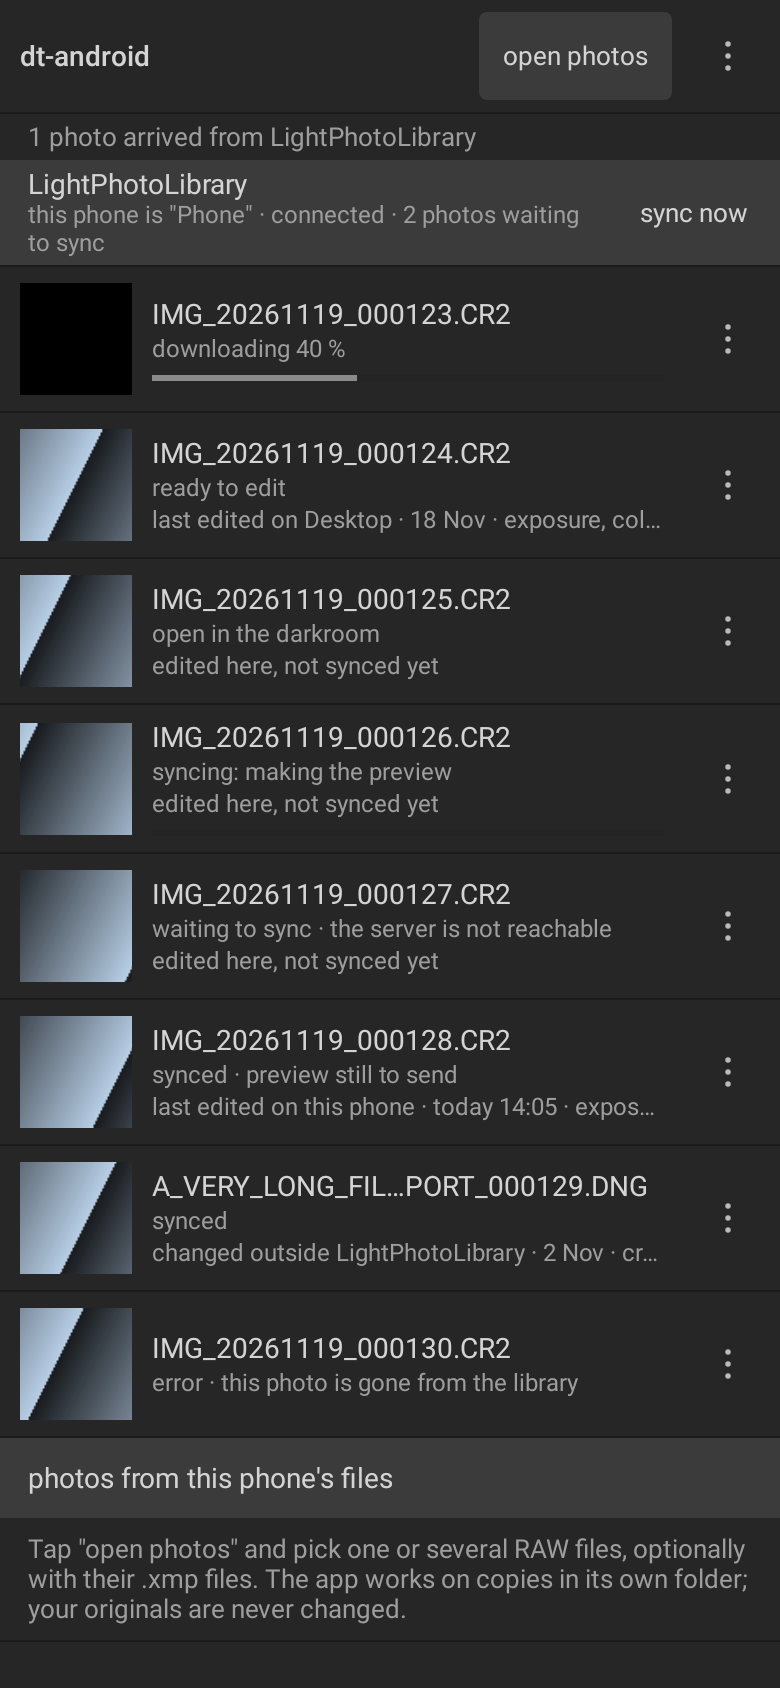 dt-android
open photos
1 photo arrived from LightPhotoLibrary
LightPhotoLibrary
this phone is "Phone" · connected · 2 photos waiting
to sync
sync now
IMG_20261119_000123.CR2
downloading 40 %
IMG_20261119_000124.CR2
ready to edit
last edited on Desktop · 18 Nov · exposure, col…
IMG_20261119_000125.CR2
open in the darkroom
edited here, not synced yet
IMG_20261119_000126.CR2
syncing: making the preview
edited here, not synced yet
IMG_20261119_000127.CR2
waiting to sync · the server is not reachable
edited here, not synced yet
IMG_20261119_000128.CR2
synced · preview still to send
last edited on this phone · today 14:05 · expos…
A_VERY_LONG_FIL…PORT_000129.DNG
synced
changed outside LightPhotoLibrary · 2 Nov · cr…
IMG_20261119_000130.CR2
error · this photo is gone from the library
photos from this phone's files
Tap "open photos" and pick one or several RAW files, optionally
with their .xmp files. The app works on copies in its own folder;
your originals are never changed.